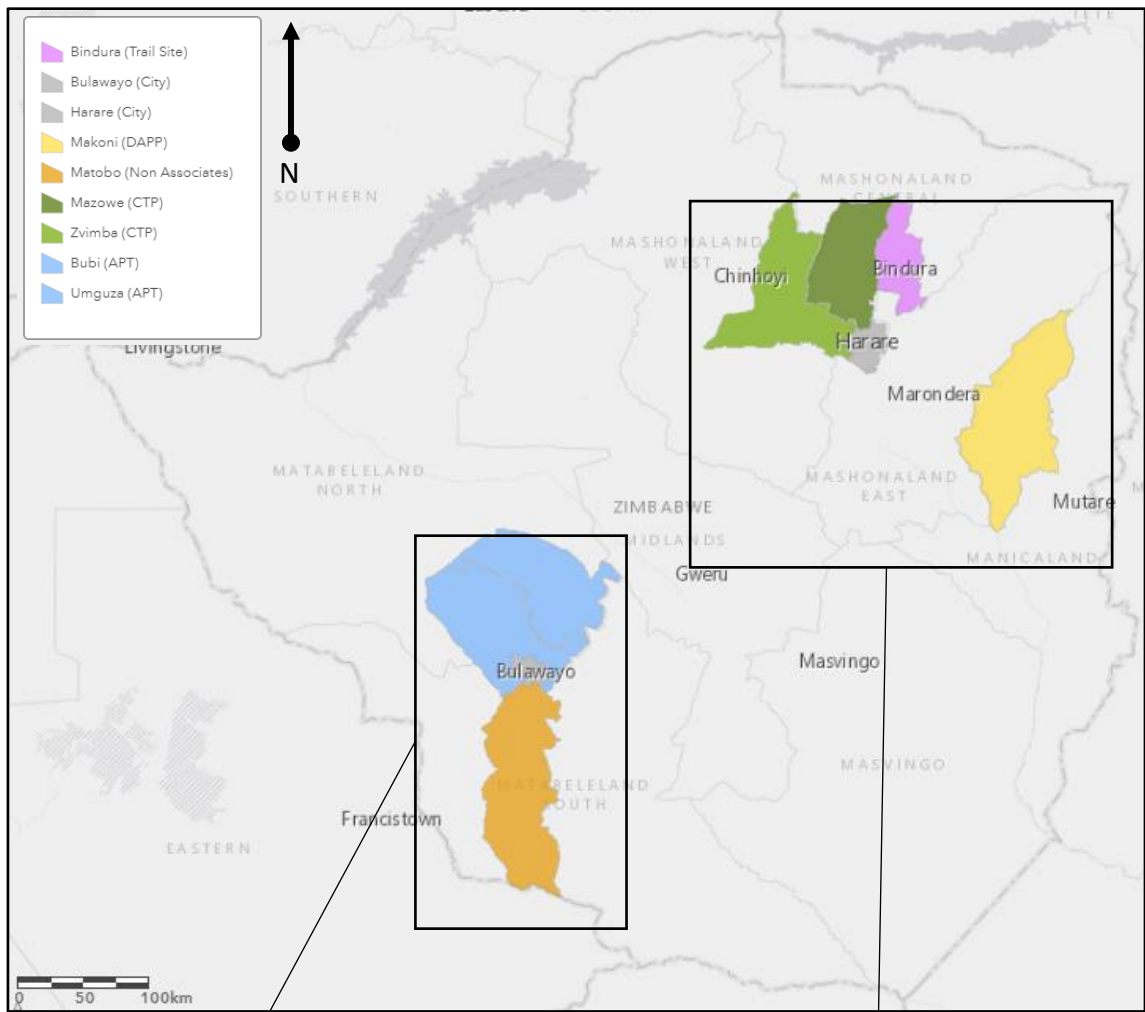 TETE
Bindura (Trail Site)
Bulawayo (City)
Harare (City)
Makoni (DAPP)
Matobo (Non Associates)
Mazowe (CTP)
Zvimba (CTP)
Bubi (APT)
Umguza (APT)
N
SOUTHERN
MASHONALAND
CENTRAL
MASHONALAND
WEST
Chinhoyi
Bindura
Livingstone
Harare
Marondera
MATABELELAND
NORTH
MASHONALAND
EAST
ZIMBABWE
Mutare
MIDLANDS
MANICALAND
Gweru
Bulawayo
Masvingo
MASVINGO
MATABELELAND
SOUTH
Francistown
EASTERN
0 50 100km